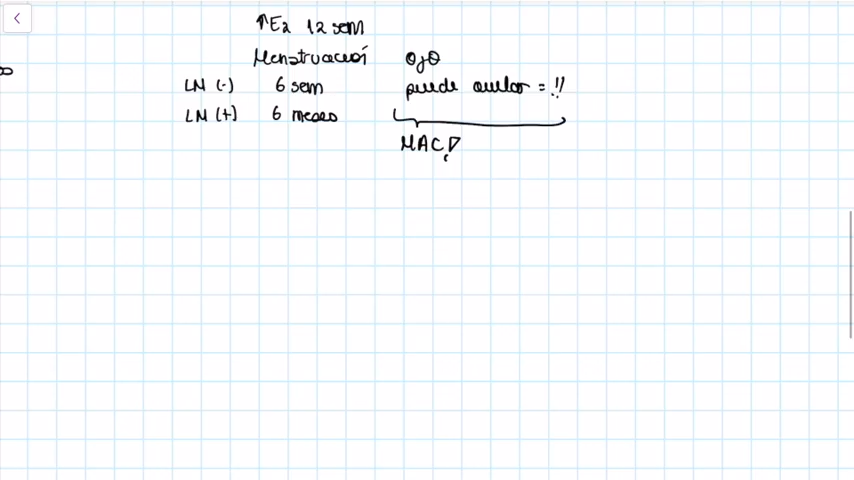 ↑E2 12 sem
Menstruación OjO
LM (-) 6 sem puede ovular = !!
LM (+) 6 meses
MAC